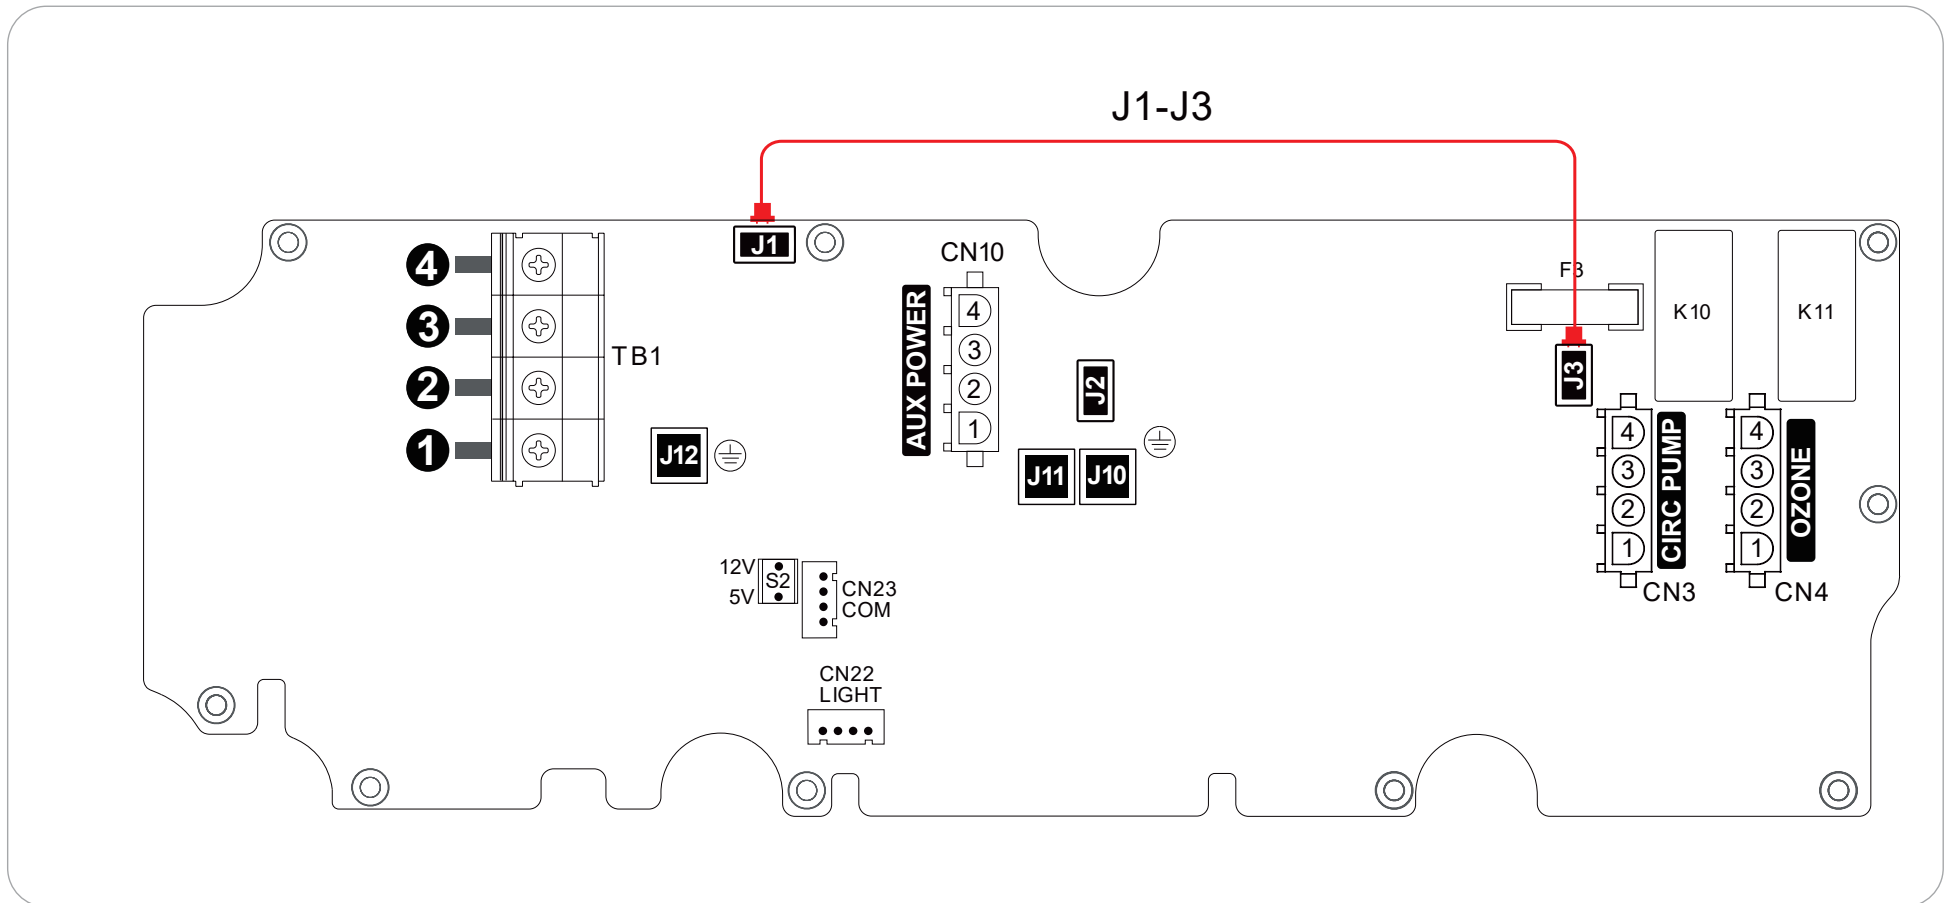 J1-J3
J1
4
3
2
1
TB1
J12
CN10
AUX POWER
4
3
2
1
J2
J11
J10
F3
K10
K11
J3
4
3
2
1
CIRC PUMP
CN3
4
3
2
1
OZONE
CN4
12V
S2
5V
CN23
COM
CN22
LIGHT